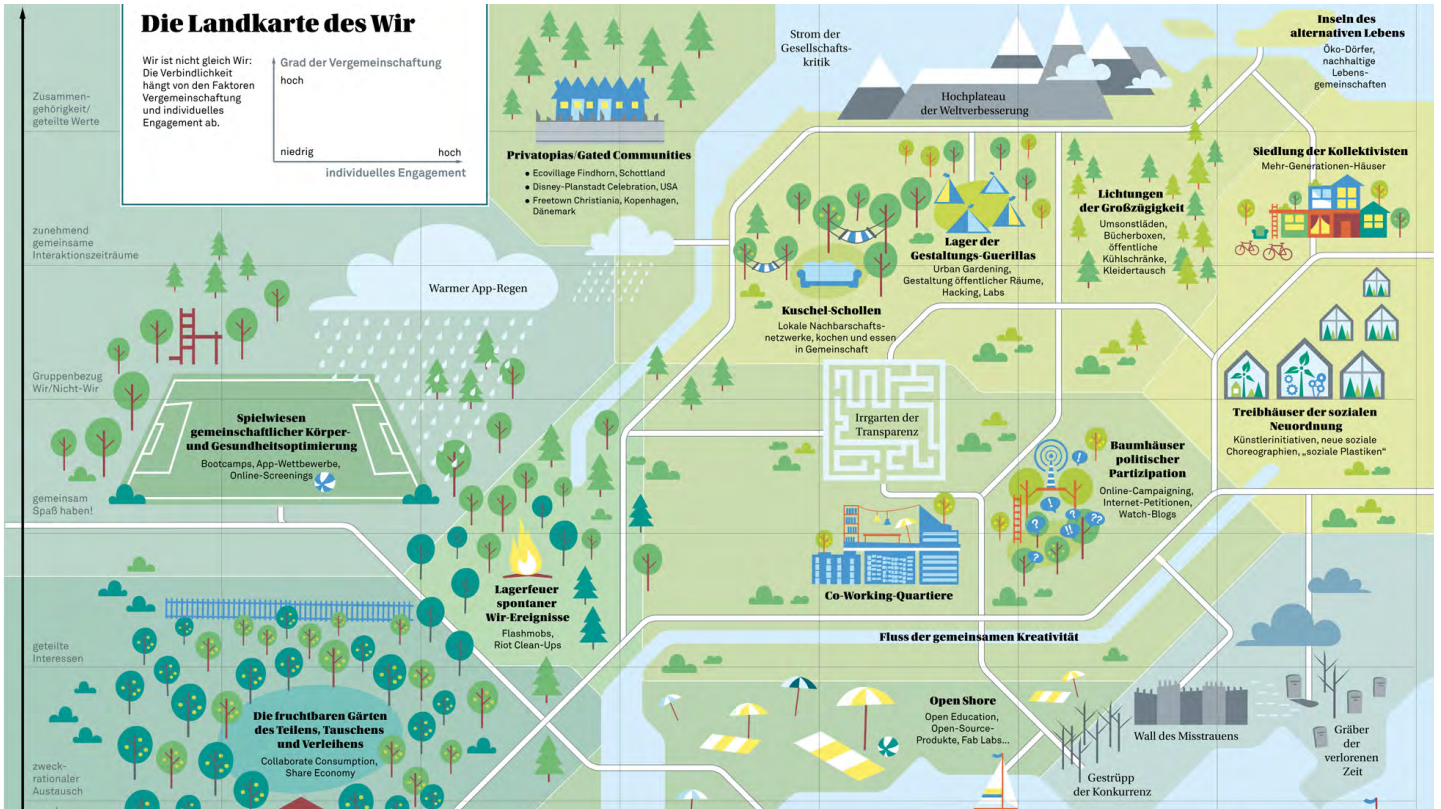 Die Landkarte des Wir
Wir ist nicht gleich Wir:
Die Verbindlichkeit
hängt von den Faktoren
Vergemeinschaftung
und individuelles
Engagement ab.
Grad der Vergemeinschaftung
hoch
niedrig
hoch
individuelles Engagement
Zusammen-
gehörigkeit/
geteilte Werte
zunehmend
gemeinsame
Interaktionszeiträume
Gruppenbezug
Wir/Nicht-Wir
gemeinsam
Spaß haben!
geteilte
Interessen
zweck-
rationaler
Austausch
Privatopias/Gated Communities
• Ecovillage Findhorn, Schottland
• Disney-Planstadt Celebration, USA
• Freetown Christiania, Kopenhagen,
Dänemark
Strom der
Gesellschafts-
kritik
Hochplateau
der Weltverbesserung
Inseln des
alternativen Lebens
Öko-Dörfer,
nachhaltige
Lebens-
gemeinschaften
Siedlung der Kollektivisten
Mehr-Generationen-Häuser
Lichtungen
der Großzügigkeit
Umsonstläden,
Bücherboxen,
öffentliche
Kühlschränke,
Kleidertausch
Lager der
Gestaltungs-Guerillas
Urban Gardening,
Gestaltung öffentlicher Räume,
Hacking, Labs
Kuschel-Schollen
Lokale Nachbarschafts-
netzwerke, kochen und essen
in Gemeinschaft
Warmer App-Regen
Spielwiesen
gemeinschaftlicher Körper-
und Gesundheitsoptimierung
Bootcamps, App-Wettbewerbe,
Online-Screenings
Irrgarten der
Transparenz
Treibhäuser der sozialen
Neuordnung
Künstlerinitiativen, neue soziale
Choreographien, „soziale Plastiken“
Baumhäuser
politischer
Partizipation
Online-Campaigning,
Internet-Petitionen,
Watch-Blogs
!
!
?
??
?
!!
?
Co-Working-Quartiere
Lagerfeuer
spontaner
Wir-Ereignisse
Flashmobs,
Riot Clean-Ups
Fluss der gemeinsamen Kreativität
Die fruchtbaren Gärten
des Teilens, Tauschens
und Verleihens
Collaborate Consumption,
Share Economy
Open Shore
Open Education,
Open-Source-
Produkte, Fab Labs...
Wall des Misstrauens
Gestrüpp
der Konkurrenz
Gräber
der
verlorenen
Zeit